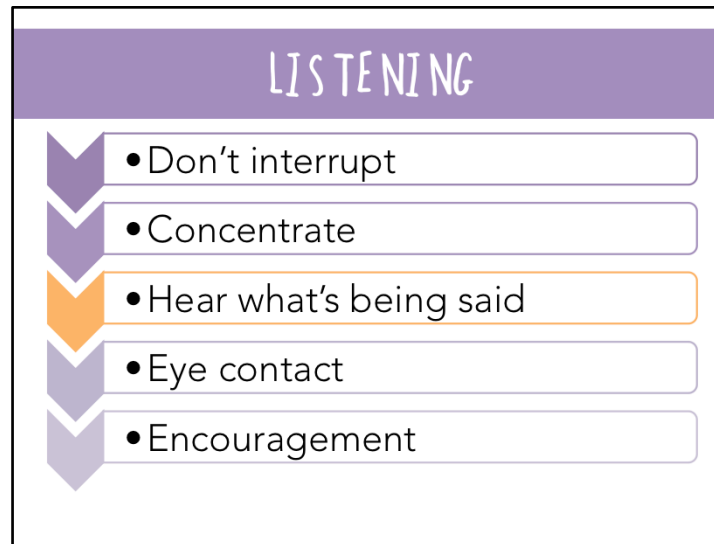 LISTENING
•Don’t interrupt
•Concentrate
•Hear what’s being said
•Eye contact
•Encouragement